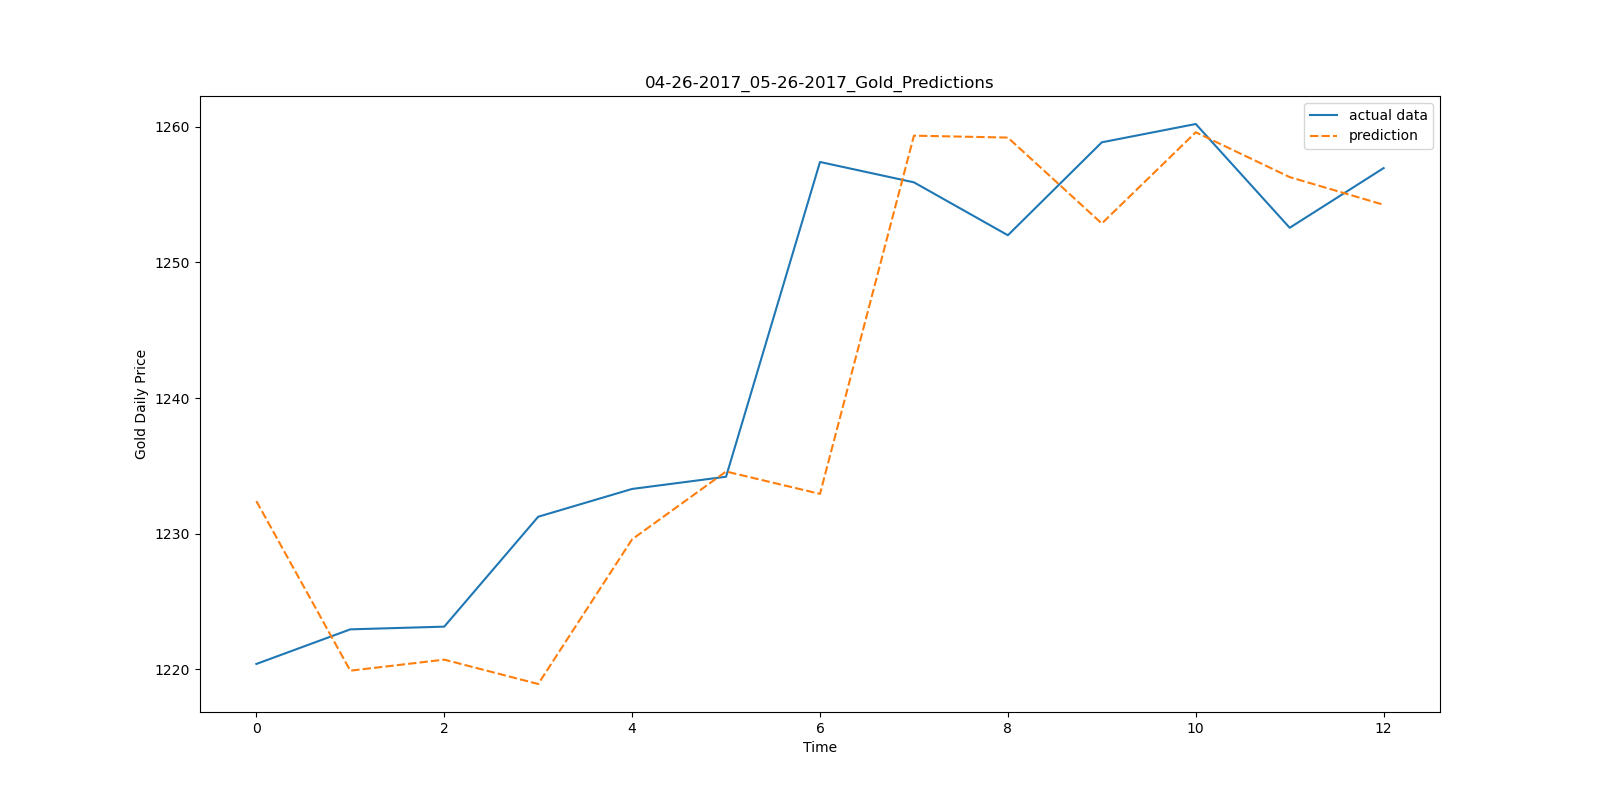 04-26-2017_05-26-2017_Gold_Predictions
actual data
prediction
1260
1250
1240
1230
1220
Gold Daily Price
0 2 4 6 8 10 12
Time